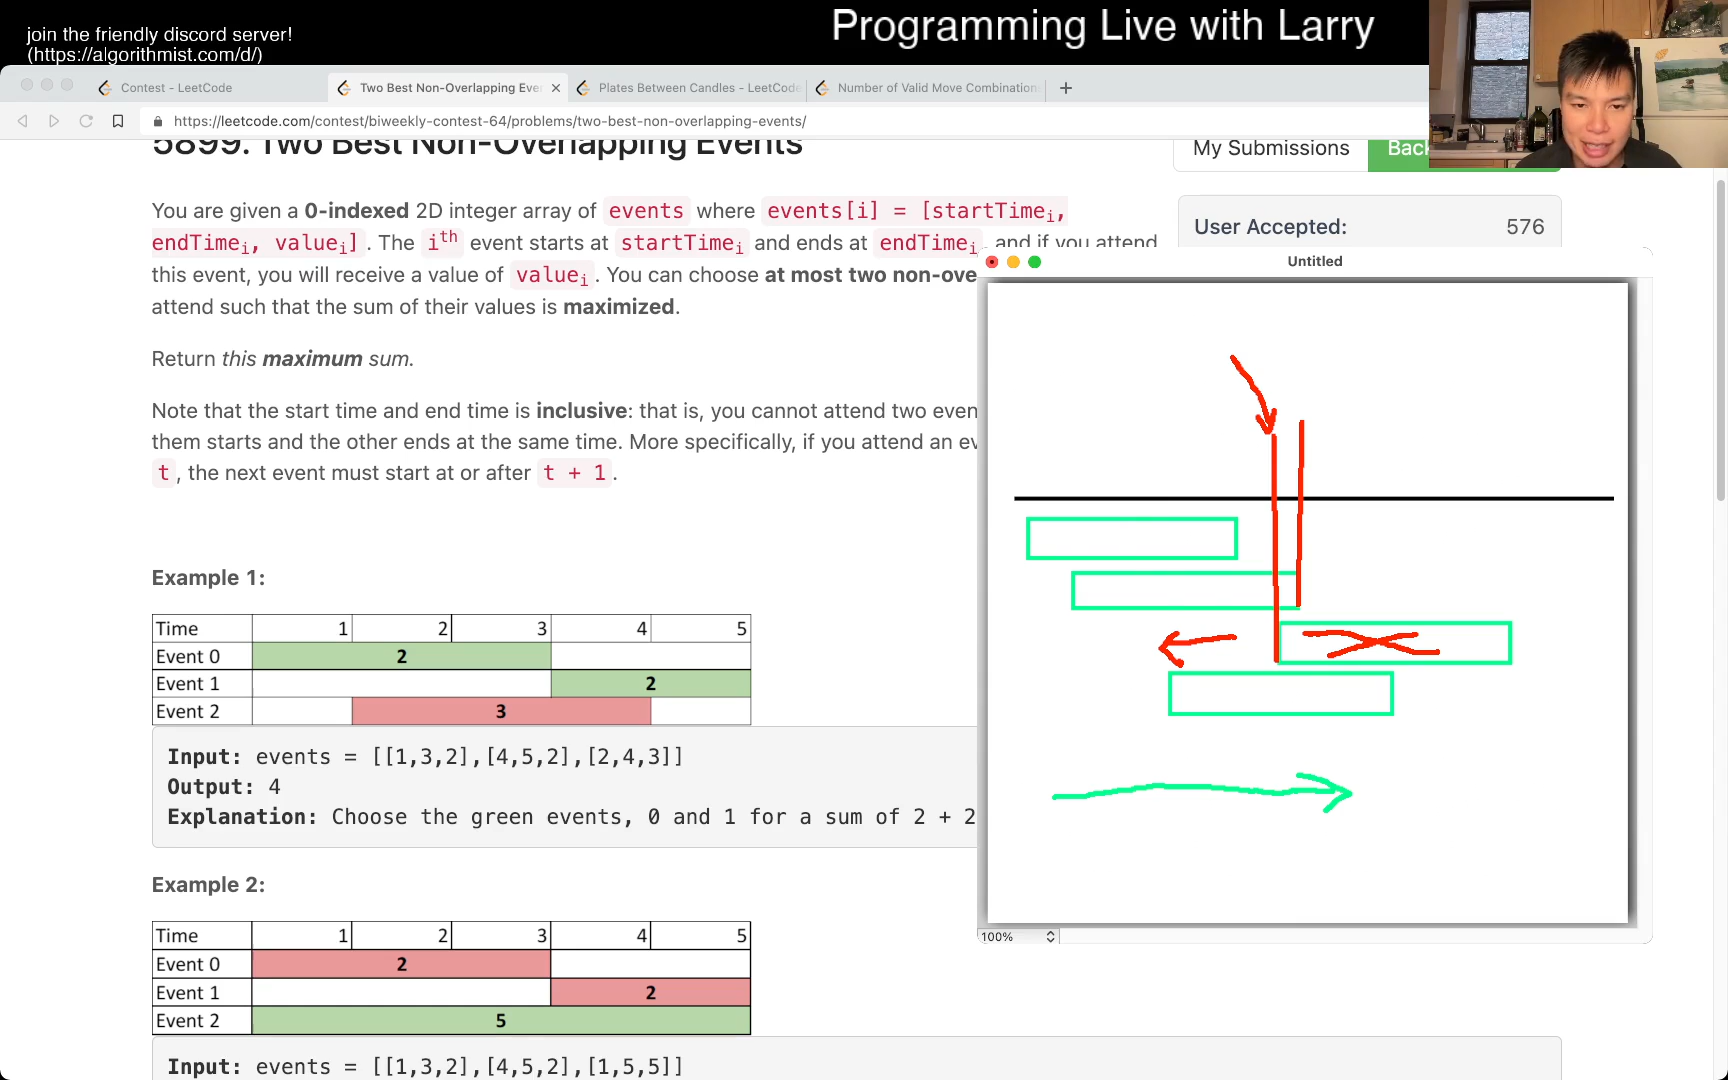 join the friendly discord server!
(https://algorithmist.com/d/)
Programming Live with Larry
Contest - LeetCode
Two Best Non-Overlapping Eve
Plates Between Candles - LeetCode
Number of Valid Move Combination
https://leetcode.com/contest/biweekly-contest-64/problems/two-best-non-overlapping-events/
5899. Two Best Non-Overlapping Events
My Submissions
Back
You are given a 0-indexed 2D integer array of events where events[i] = [startTimeᵢ,
endTimeᵢ, valueᵢ]. The iᵗʰ event starts at startTimeᵢ and ends at endTimeᵢ, and if you attend
this event, you will receive a value of valueᵢ. You can choose at most two non-ove
attend such that the sum of their values is maximized.
User Accepted: 576
Untitled
Return this maximum sum.
Note that the start time and end time is inclusive: that is, you cannot attend two even
them starts and the other ends at the same time. More specifically, if you attend an ev
t, the next event must start at or after t + 1.
Example 1:
Time 1 2 3 4 5
Event 0 2
Event 1 2
Event 2 3
Input: events = [[1,3,2],[4,5,2],[2,4,3]]
Output: 4
Explanation: Choose the green events, 0 and 1 for a sum of 2 + 2
100%
Example 2:
Time 1 2 3 4 5
Event 0 2
Event 1 2
Event 2 5
Input: events = [[1,3,2],[4,5,2],[1,5,5]]